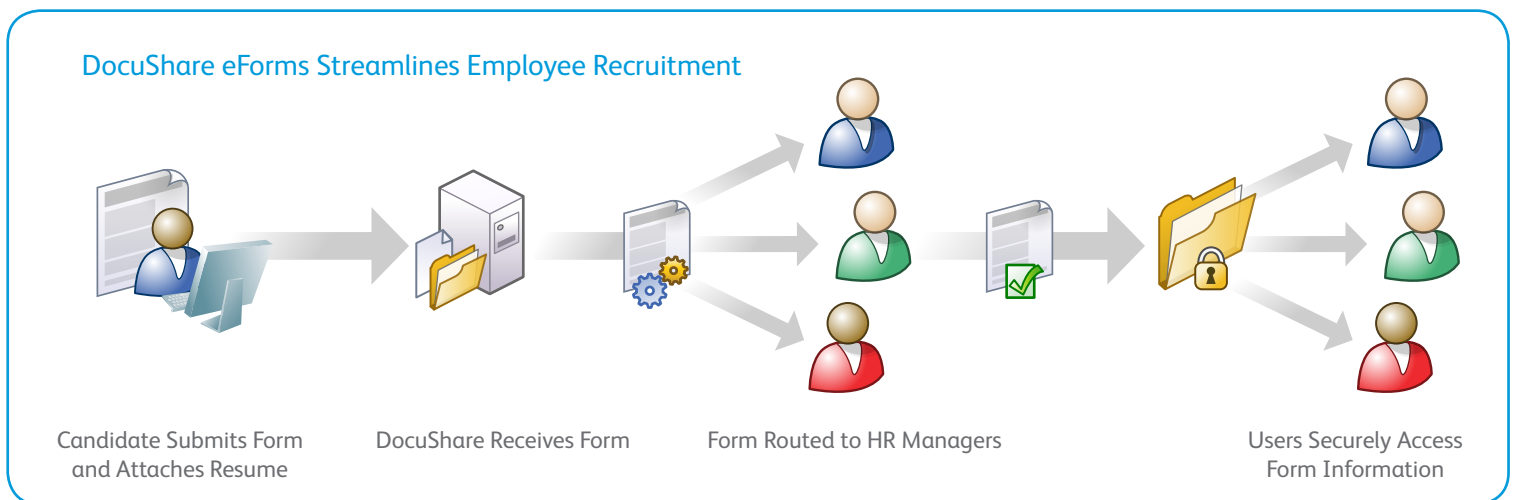 DocuShare eForms Streamlines Employee Recruitment
Candidate Submits Form
and Attaches Resume
DocuShare Receives Form
Form Routed to HR Managers
Users Securely Access
Form Information